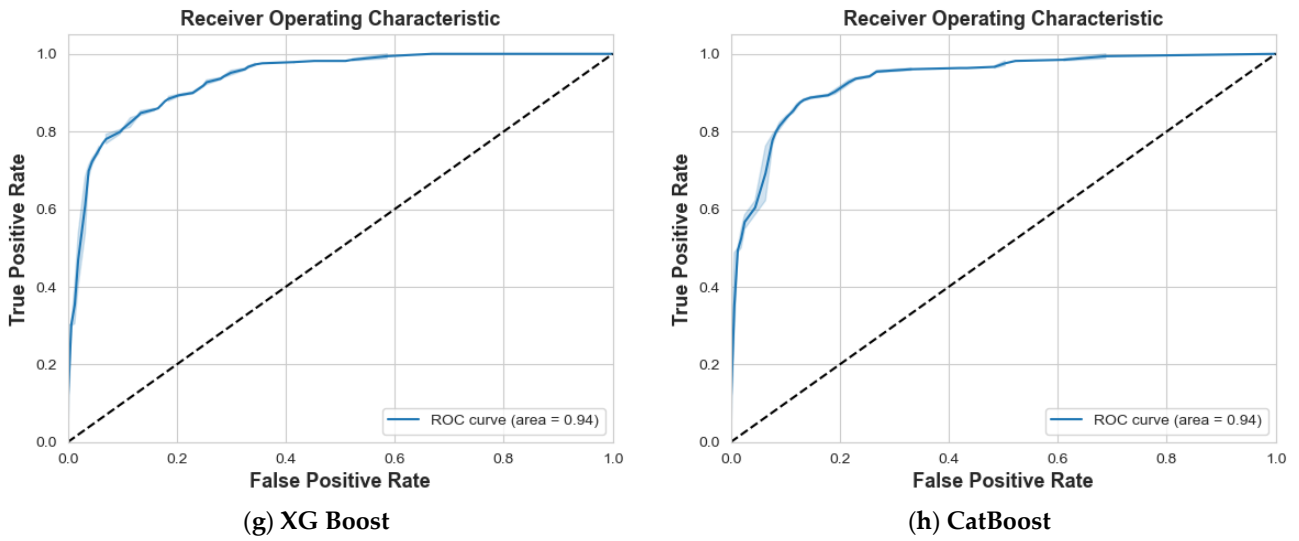 Receiver Operating Characteristic
1.0
0.8
0.6
0.4
0.2
0.0
True Positive Rate
ROC curve (area = 0.94)
0.0 0.2 0.4 0.6 0.8 1.0
False Positive Rate
(g) XG Boost
Receiver Operating Characteristic
1.0
0.8
0.6
0.4
0.2
0.0
True Positive Rate
ROC curve (area = 0.94)
0.0 0.2 0.4 0.6 0.8 1.0
False Positive Rate
(h) CatBoost